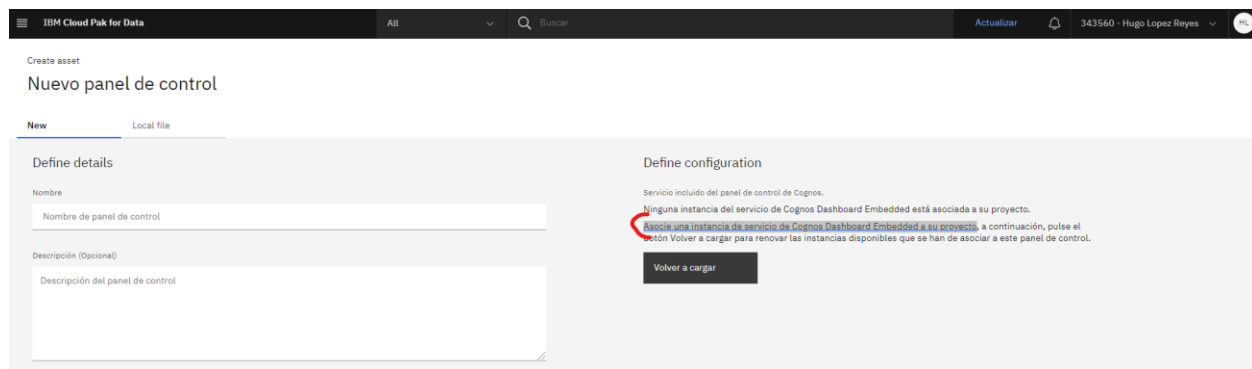 IBM Cloud Pak for Data
All
Buscar
Actualizar
343560 - Hugo Lopez Reyes
HL
Create asset
Nuevo panel de control
New
Local file
Define details
Nombre
Nombre de panel de control
Descripción (Opcional)
Descripción del panel de control
Define configuration
Servicio incluido del panel de control de Cognos.
Ninguna instancia del servicio de Cognos Dashboard Embedded está asociada a su proyecto.
Asocie una instancia de servicio de Cognos Dashboard Embedded a su proyecto, a continuación, pulse el
botón Volver a cargar para renovar las instancias disponibles que se han de asociar a este panel de control.
Volver a cargar